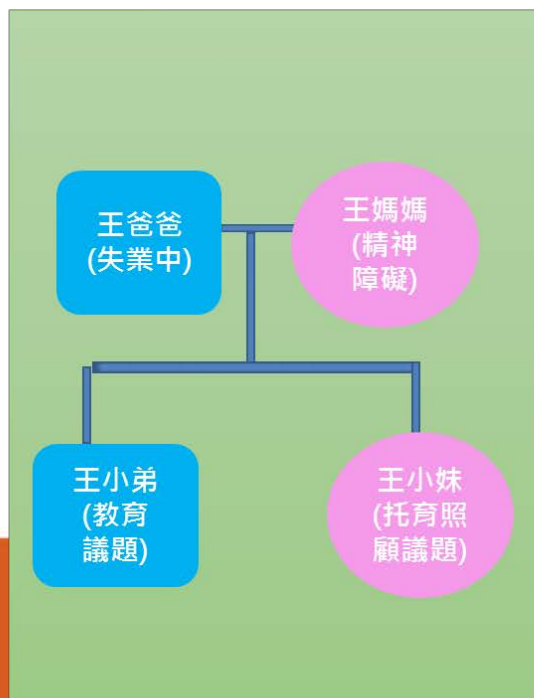 王爸爸
(失業中)
王媽媽
(精神
障礙)
王小弟
(教育
議題)
王小妹
(托育照
顧議題)